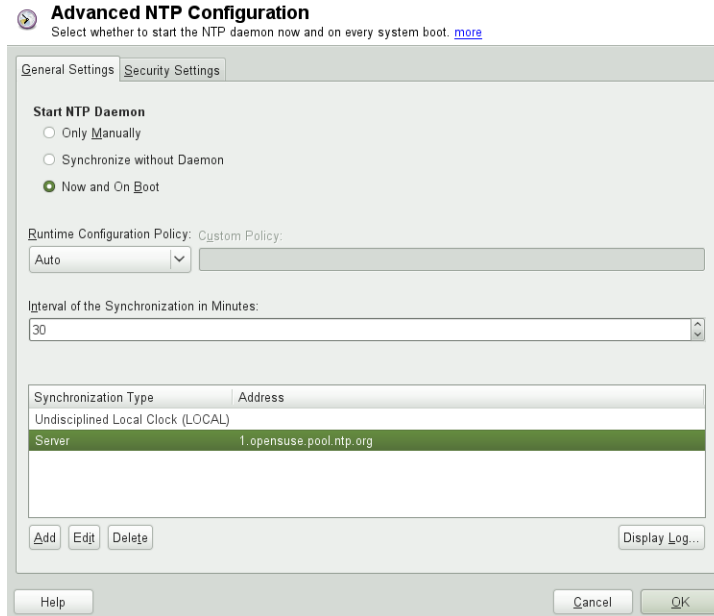 Advanced NTP Configuration
Select whether to start the NTP daemon now and on every system boot. more
General Settings Security Settings
Start NTP Daemon
Only Manually
Synchronize without Daemon
Now and On Boot
Runtime Configuration Policy: Custom Policy:
Auto
Interval of the Synchronization in Minutes:
30
Synchronization Type Address
Undisciplined Local Clock (LOCAL)
Server 1.opensuse.pool.ntp.org
Add Edit Delete Display Log...
Help Cancel OK